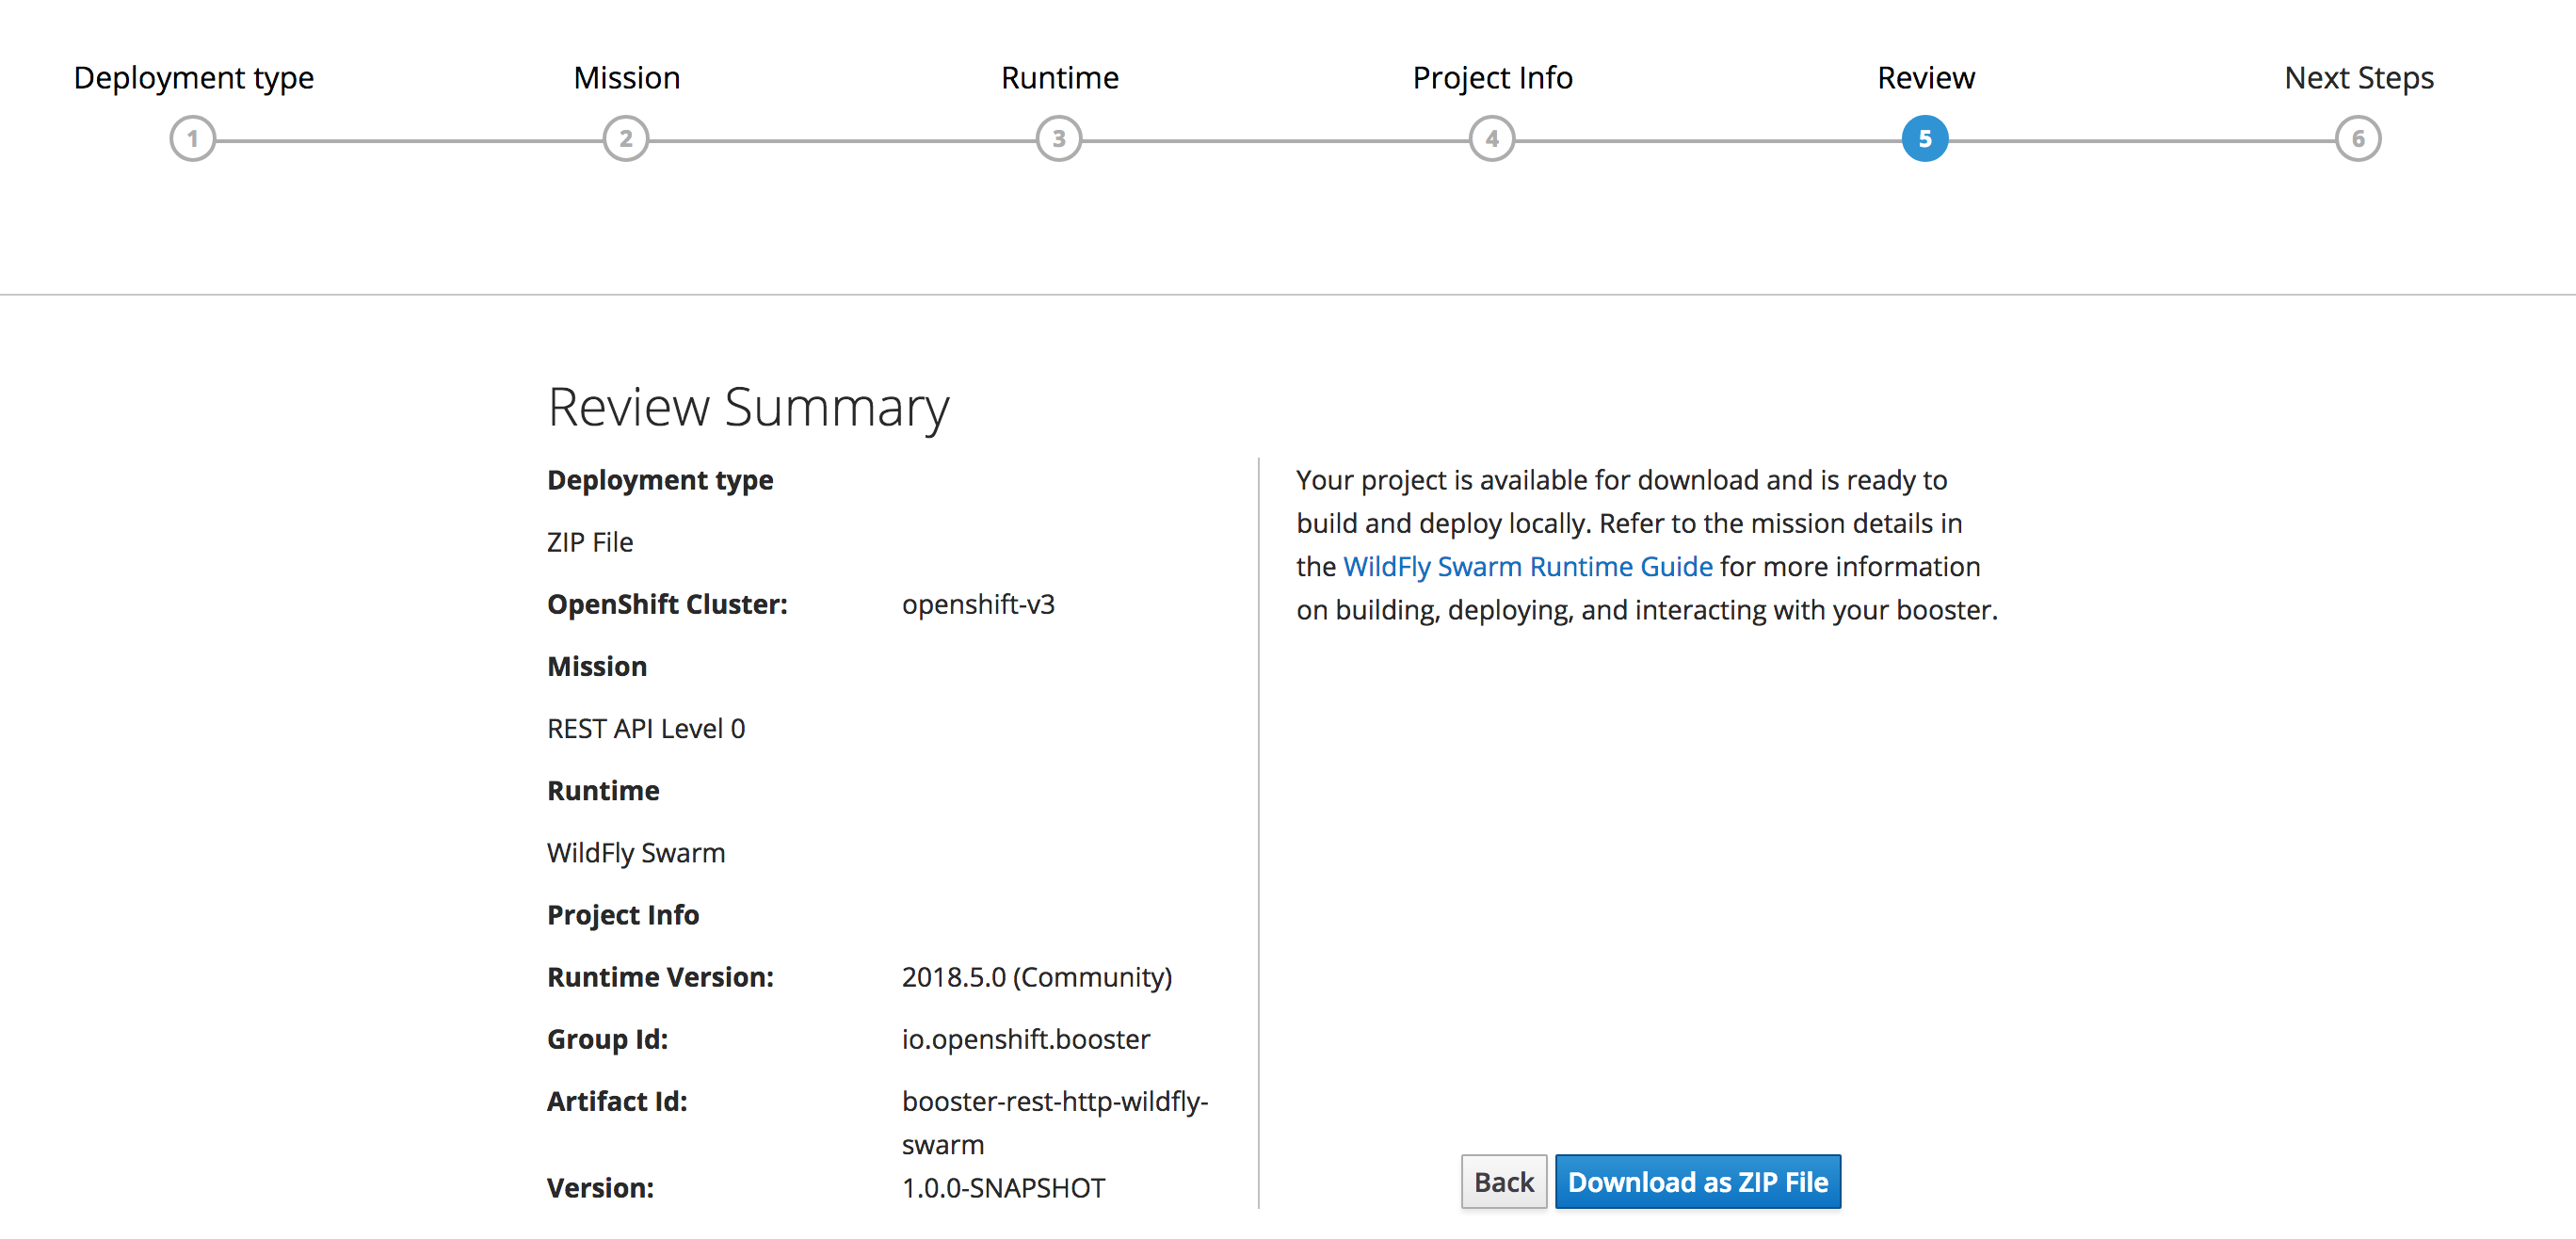 Deployment type
Mission
Runtime
Project Info
Review
Next Steps
1
2
3
4
5
6
Review Summary
Deployment type
ZIP File
OpenShift Cluster: openshift-v3
Mission
REST API Level 0
Runtime
WildFly Swarm
Project Info
Runtime Version: 2018.5.0 (Community)
Group Id: io.openshift.booster
Artifact Id: booster-rest-http-wildfly-
swarm
Version: 1.0.0-SNAPSHOT
Your project is available for download and is ready to
build and deploy locally. Refer to the mission details in
the WildFly Swarm Runtime Guide for more information
on building, deploying, and interacting with your booster.
Back
Download as ZIP File